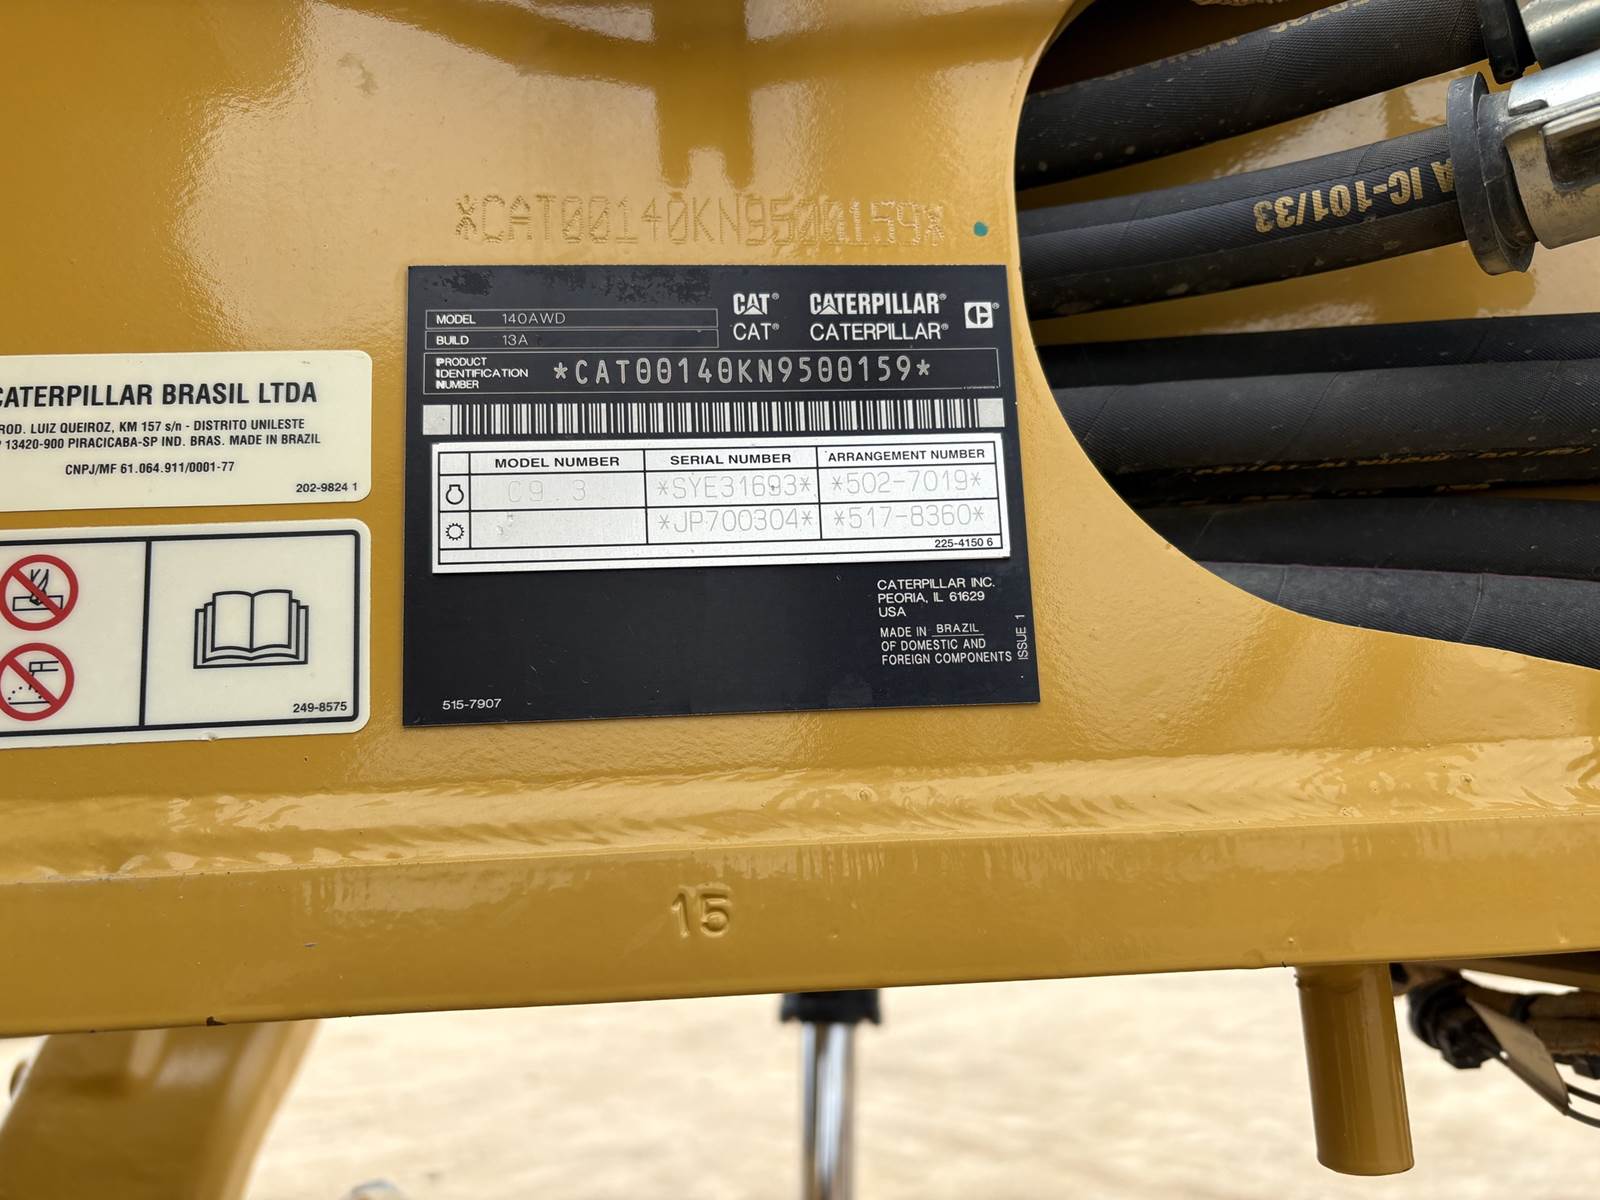 *CAT00140KN9500159*
MODEL 140AWD
BUILD 13A
CAT® CATERPILLAR®
CAT® CATERPILLAR®
PRODUCT IDENTIFICATION NUMBER *CAT00140KN9500159*
MODEL NUMBER SERIAL NUMBER ARRANGEMENT NUMBER
C9.3 *SYE31693* *502-7019*
*JP700304* *517-8360*
225-4150 6
CATERPILLAR INC.
PEORIA, IL 61629
USA
MADE IN BRAZIL
OF DOMESTIC AND
FOREIGN COMPONENTS
ISSUE 1
515-7907
CATERPILLAR BRASIL LTDA
ROD. LUIZ QUEIROZ, KM 157 s/n - DISTRITO UNILESTE
13420-900 PIRACICABA-SP IND. BRAS. MADE IN BRAZIL
CNPJ/MF 61.064.911/0001-77
202-9824 1
249-8575
A IC-101/33
15